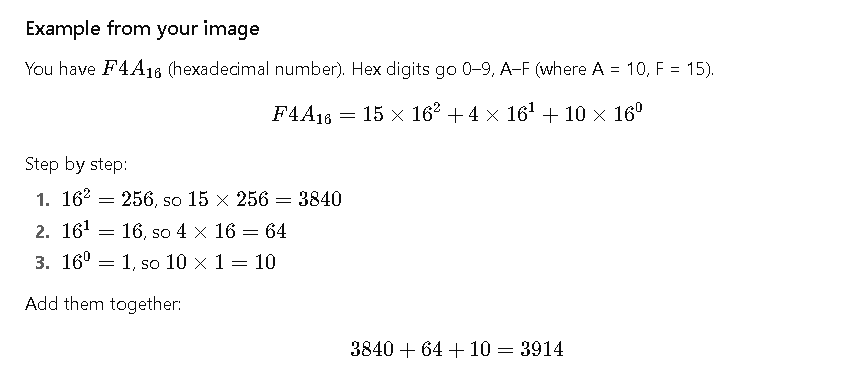 Example from your image
You have F4A₁₆ (hexadecimal number). Hex digits go 0–9, A–F (where A = 10, F = 15).
F4A₁₆ = 15 × 16² + 4 × 16¹ + 10 × 16⁰
Step by step:
1. 16² = 256, so 15 × 256 = 3840
2. 16¹ = 16, so 4 × 16 = 64
3. 16⁰ = 1, so 10 × 1 = 10
Add them together:
3840 + 64 + 10 = 3914